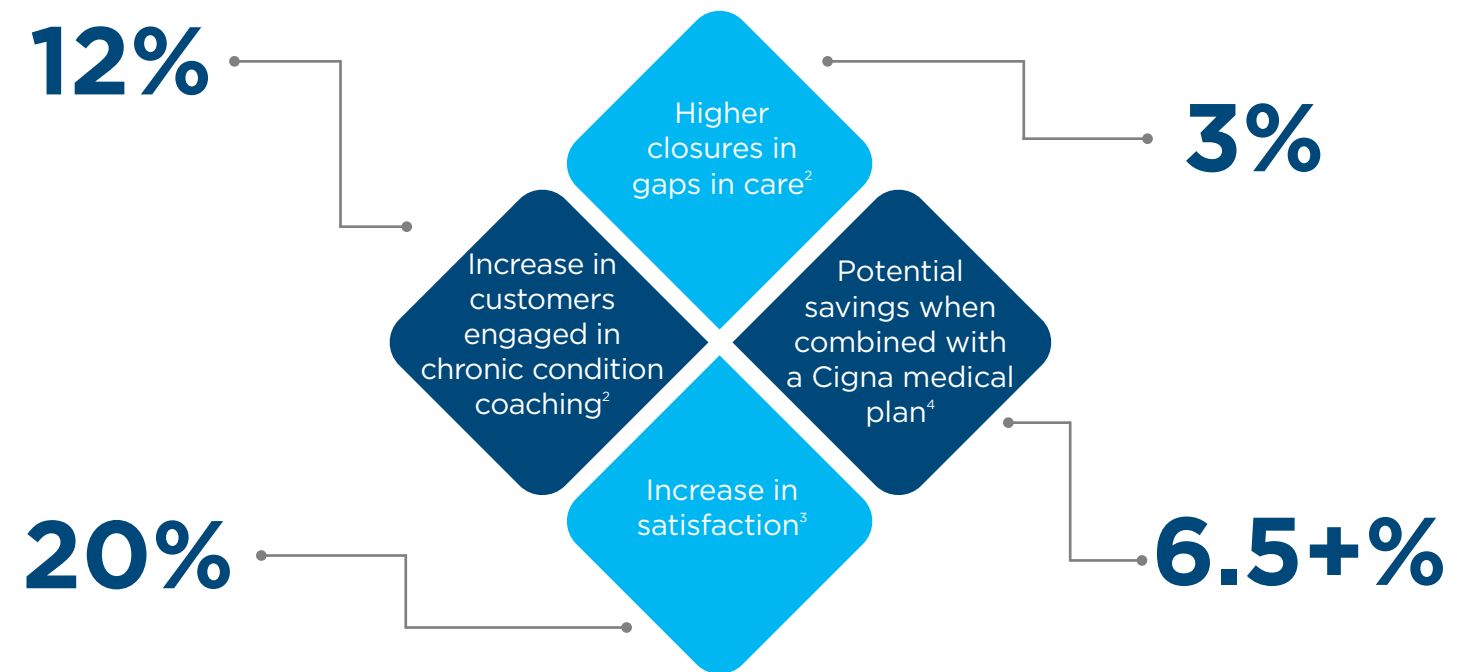 12%
Higher
closures in
gaps in care²
3%
Increase in
customers
engaged in
chronic condition
coaching²
Potential
savings when
combined with
a Cigna medical
plan⁴
20%
Increase in
satisfaction³
6.5+%